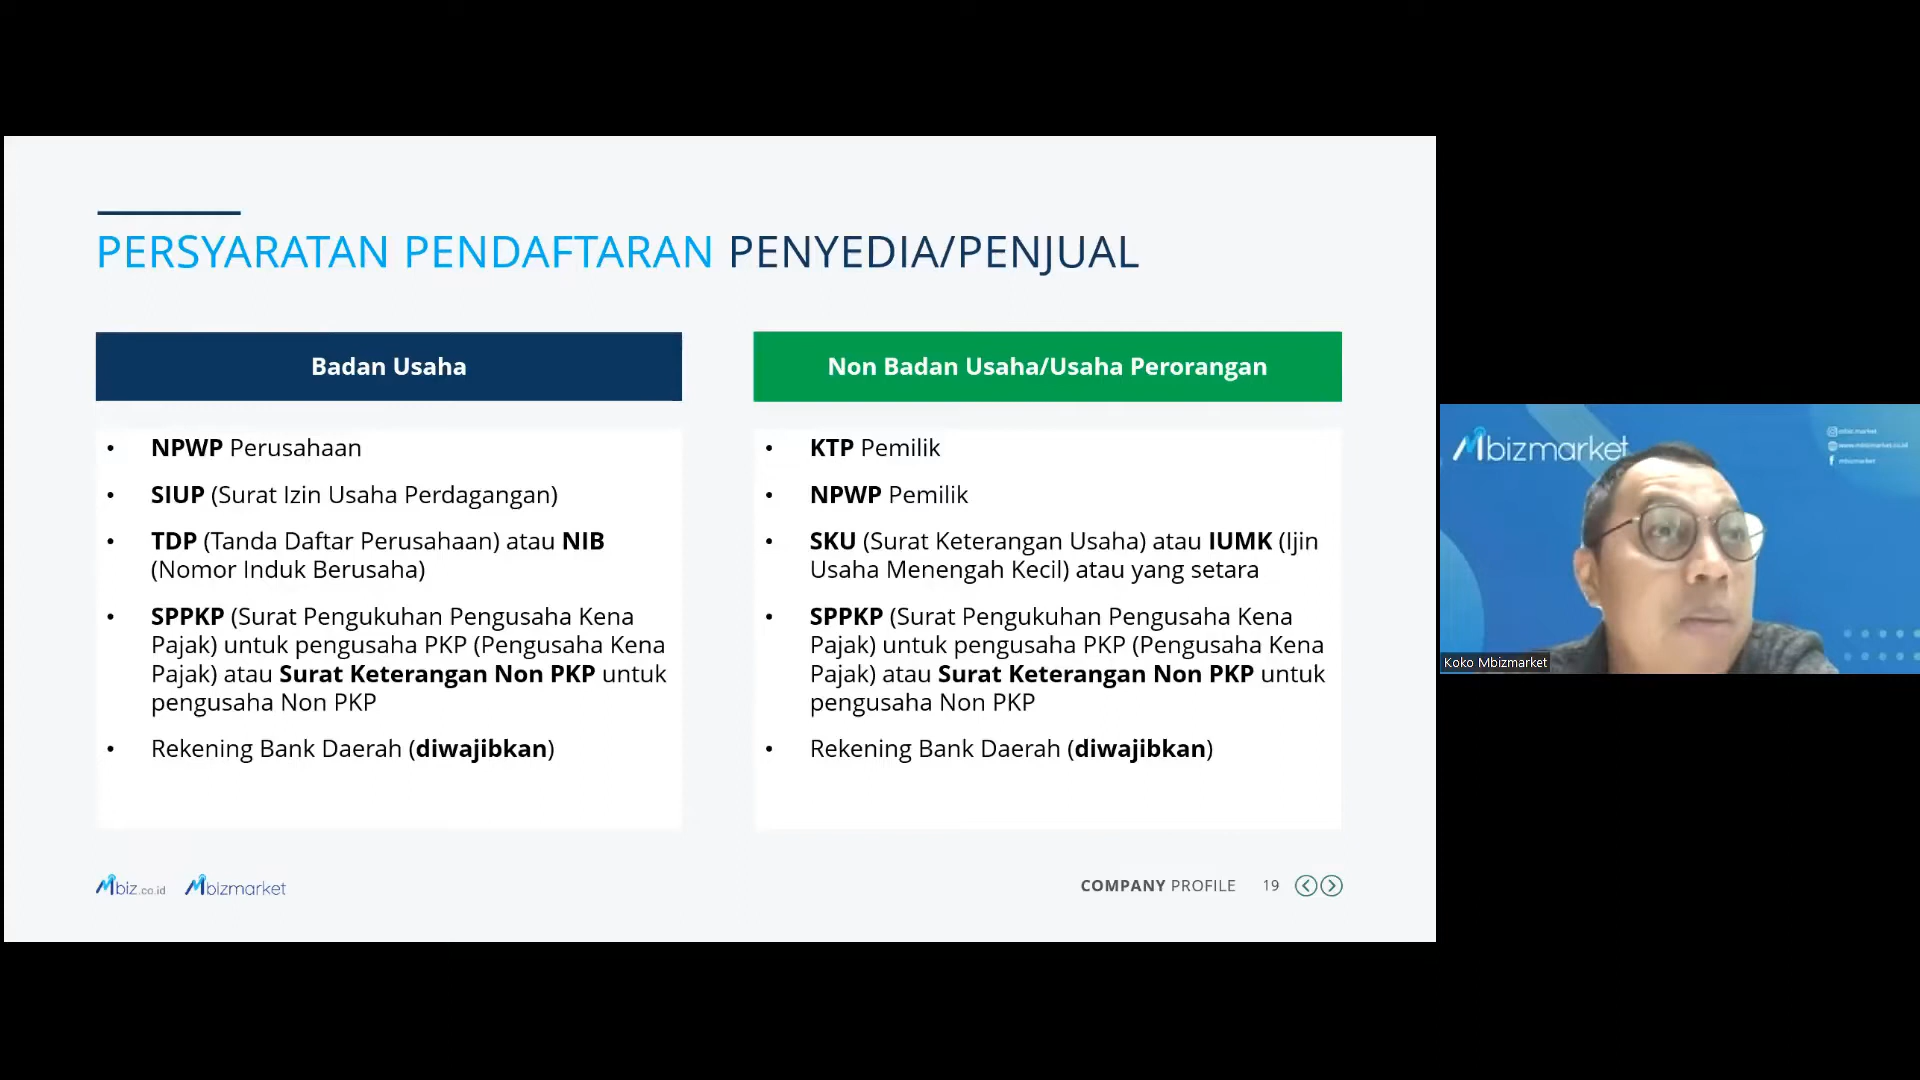 PERSYARATAN PENDAFTARAN PENYEDIA/PENJUAL
Badan Usaha
• NPWP Perusahaan
• SIUP (Surat Izin Usaha Perdagangan)
• TDP (Tanda Daftar Perusahaan) atau NIB
(Nomor Induk Berusaha)
• SPPKP (Surat Pengukuhan Pengusaha Kena
Pajak) untuk pengusaha PKP (Pengusaha Kena
Pajak) atau Surat Keterangan Non PKP untuk
pengusaha Non PKP
• Rekening Bank Daerah (diwajibkan)
Non Badan Usaha/Usaha Perorangan
• KTP Pemilik
• NPWP Pemilik
• SKU (Surat Keterangan Usaha) atau IUMK (Ijin
Usaha Menengah Kecil) atau yang setara
• SPPKP (Surat Pengukuhan Pengusaha Kena
Pajak) untuk pengusaha PKP (Pengusaha Kena
Pajak) atau Surat Keterangan Non PKP untuk
pengusaha Non PKP
• Rekening Bank Daerah (diwajibkan)
Mbiz.co.id Mbizmarket
COMPANY PROFILE 19
Mbizmarket
Koko Mbizmarket